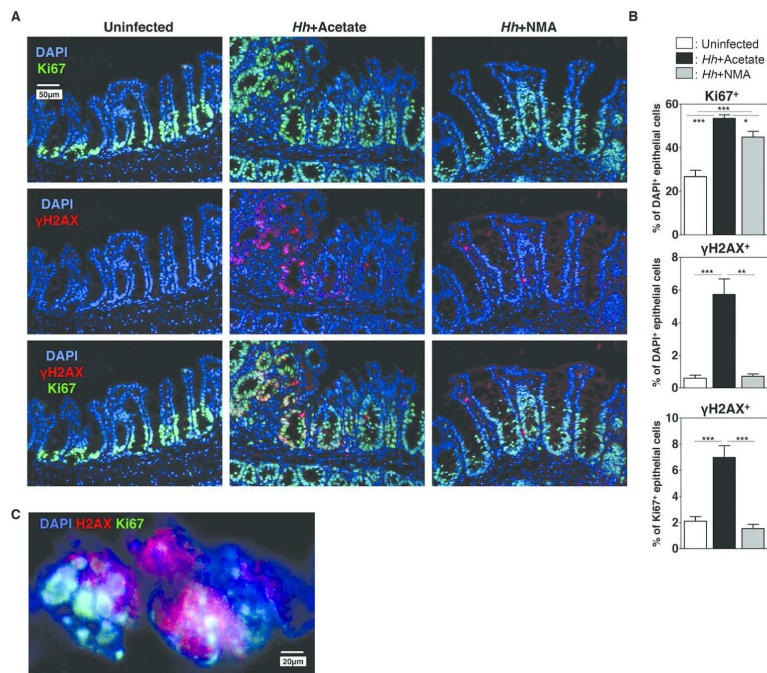 A
Uninfected
Hh+Acetate
Hh+NMA
DAPI
Ki67
50μm
DAPI
γH2AX
DAPI
γH2AX
Ki67
B
: Uninfected
: Hh+Acetate
: Hh+NMA
Ki67+
% of DAPI+ epithelial cells
60
40
20
0
***
***
*
γH2AX+
% of DAPI+ epithelial cells
8
6
4
2
0
***
**
γH2AX+
% of Ki67+ epithelial cells
10
8
6
4
2
0
***
***
C
DAPI H2AX Ki67
20μm